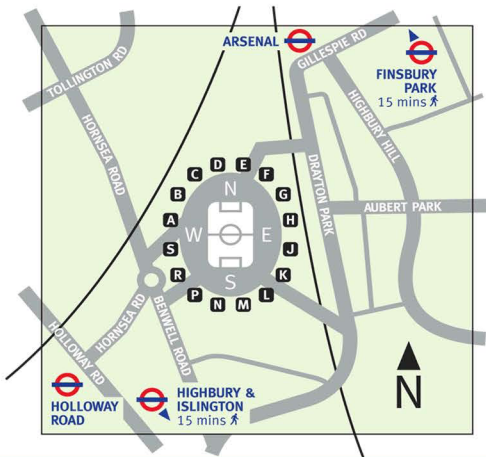 ARSENAL
GILLESPIE RD
FINSBURY
PARK
15 mins
TOLLINGTON RD
HORNSEA ROAD
HIGHBURY HILL
DRAYTON PARK
AUBERT PARK
D
E
C
F
B
G
A
H
S
J
R
K
P
L
N
M
N
W
E
S
HORNSEA RD
BENWELL ROAD
HOLLOWAY RD
HOLLOWAY
ROAD
HIGHBURY &
ISLINGTON
15 mins
N